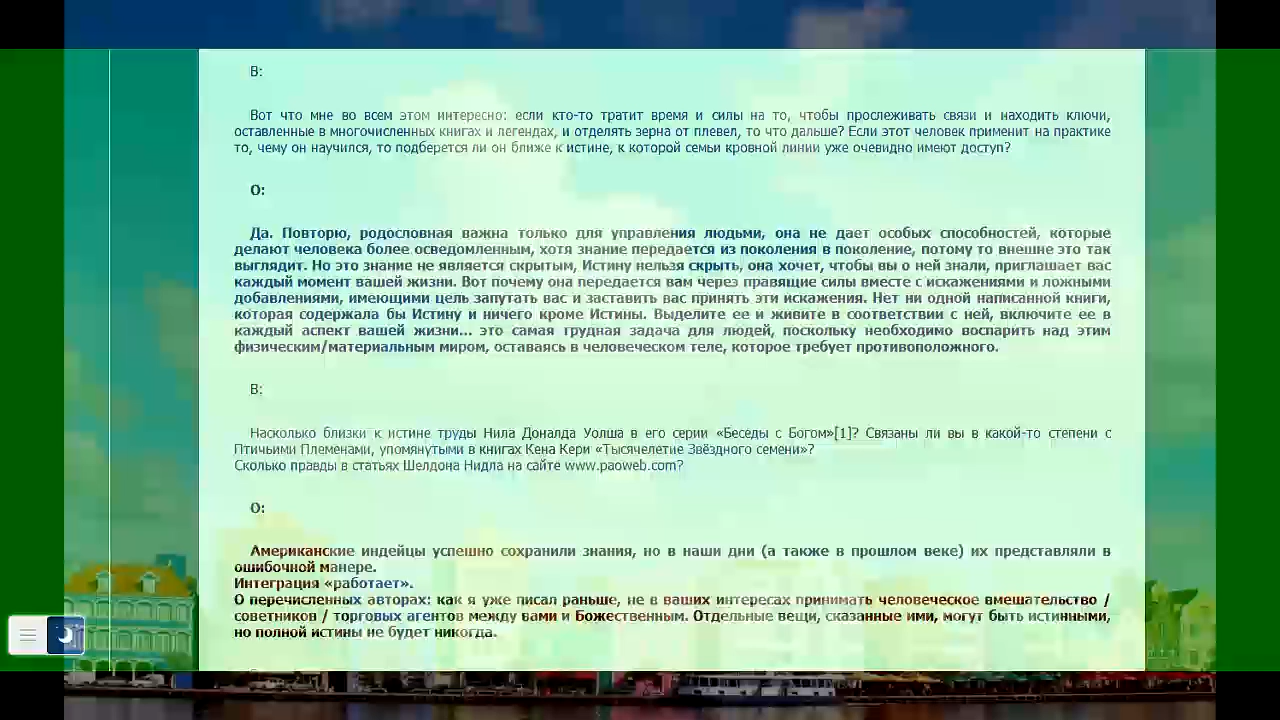 В:
Вот что мне во всем этом интересно: если кто-то тратит время и силы на то, чтобы прослеживать связи и находить ключи,
оставленные в многочисленных книгах и легендах, и отделять зерна от плевел, то что дальше? Если этот человек применит на практике
то, чему он научился, то подберется ли он ближе к истине, к которой семьи кровной линии уже очевидно имеют доступ?
О:
Да. Повторю, родословная важна только для управления людьми, она не дает особых способностей, которые
делают человека более осведомленным, хотя знание передается из поколения в поколение, потому то внешне это так
выглядит. Но это знание не является скрытым, Истину нельзя скрыть, она хочет, чтобы вы о ней знали, приглашает вас
каждый момент вашей жизни. Вот почему она передается вам через правящие силы вместе с искажениями и ложными
добавлениями, имеющими цель запутать вас и заставить вас принять эти искажения. Нет ни одной написанной книги,
которая содержала бы Истину и ничего кроме Истины. Выделите ее и живите в соответствии с ней, включите ее в
каждый аспект вашей жизни... это самая трудная задача для людей, поскольку необходимо воспарить над этим
физическим/материальным миром, оставаясь в человеческом теле, которое требует противоположного.
В:
Насколько близки к истине труды Нила Доналда Уолша в его серии «Беседы с Богом»[1]? Связаны ли вы в какой-то степени с
Птичьими Племенами, упомянутыми в книгах Кена Кери «Тысячелетие Звёздного семени»?
Сколько правды в статьях Шелдона Нидла на сайте www.paoweb.com?
О:
Американские индейцы успешно сохранили знания, но в наши дни (а также в прошлом веке) их представляли в
ошибочной манере.
Интеграция «работает».
О перечисленных авторах: как я уже писал раньше, не в ваших интересах принимать человеческое вмешательство /
советников / торговых агентов между вами и Божественным. Отдельные вещи, сказанные ими, могут быть истинными,
но полной истины не будет никогда.